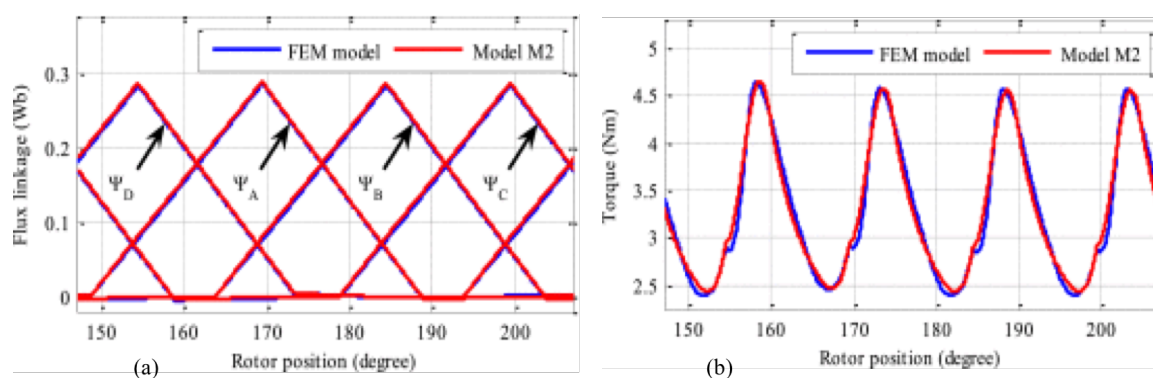 FEM model Model M2
0.3
0.2
0.1
0
Flux linkage (Wb)
Ψ_D Ψ_A Ψ_B Ψ_C
150 160 170 180 190 200
Rotor position (degree)
(a)
FEM model Model M2
5
4.5
4
3.5
3
2.5
Torque (Nm)
150 160 170 180 190 200
Rotor position (degree)
(b)